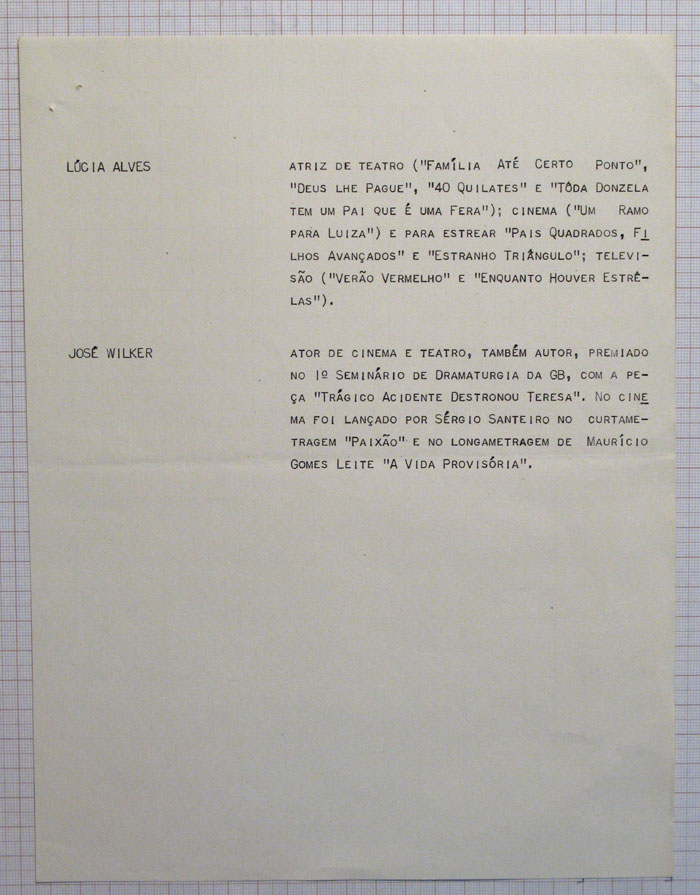 LÚCIA ALVES
ATRIZ DE TEATRO ("FAMÍLIA ATÉ CERTO PONTO",
"DEUS LHE PAGUE", "40 QUILATES" E "TÔDA DONZELA
TEM UM PAI QUE É UMA FERA"); CINEMA ("UM RAMO
PARA LUIZA") E PARA ESTREAR "PAIS QUADRADOS, FI
LHOS AVANÇADOS" E "ESTRANHO TRIÂNGULO"; TELEVI-
SÃO ("VERÃO VERMELHO" E "ENQUANTO HOUVER ESTRÊ-
LAS").
JOSÉ WILKER
ATOR DE CINEMA E TEATRO, TAMBÉM AUTOR, PREMIADO
NO 1º SEMINÁRIO DE DRAMATURGIA DA GB, COM A PE-
ÇA "TRÁGICO ACIDENTE DESTRONOU TERESA". NO CINE
MA FOI LANÇADO POR SÉRGIO SANTEIRO NO CURTAME-
TRAGEM "PAIXÃO" E NO LONGAMETRAGEM DE MAURÍCIO
GOMES LEITE "A VIDA PROVISÓRIA".